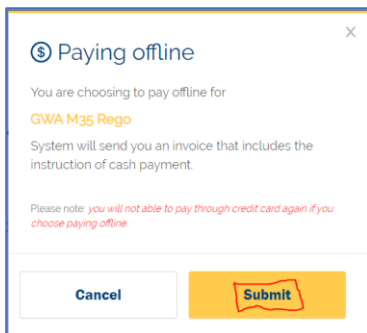 Paying offline
You are choosing to pay offline for
GWA M35 Rego
System will send you an invoice that includes the
instruction of cash payment.
Please note: you will not able to pay through credit card again if you
choose paying offline
Cancel
Submit